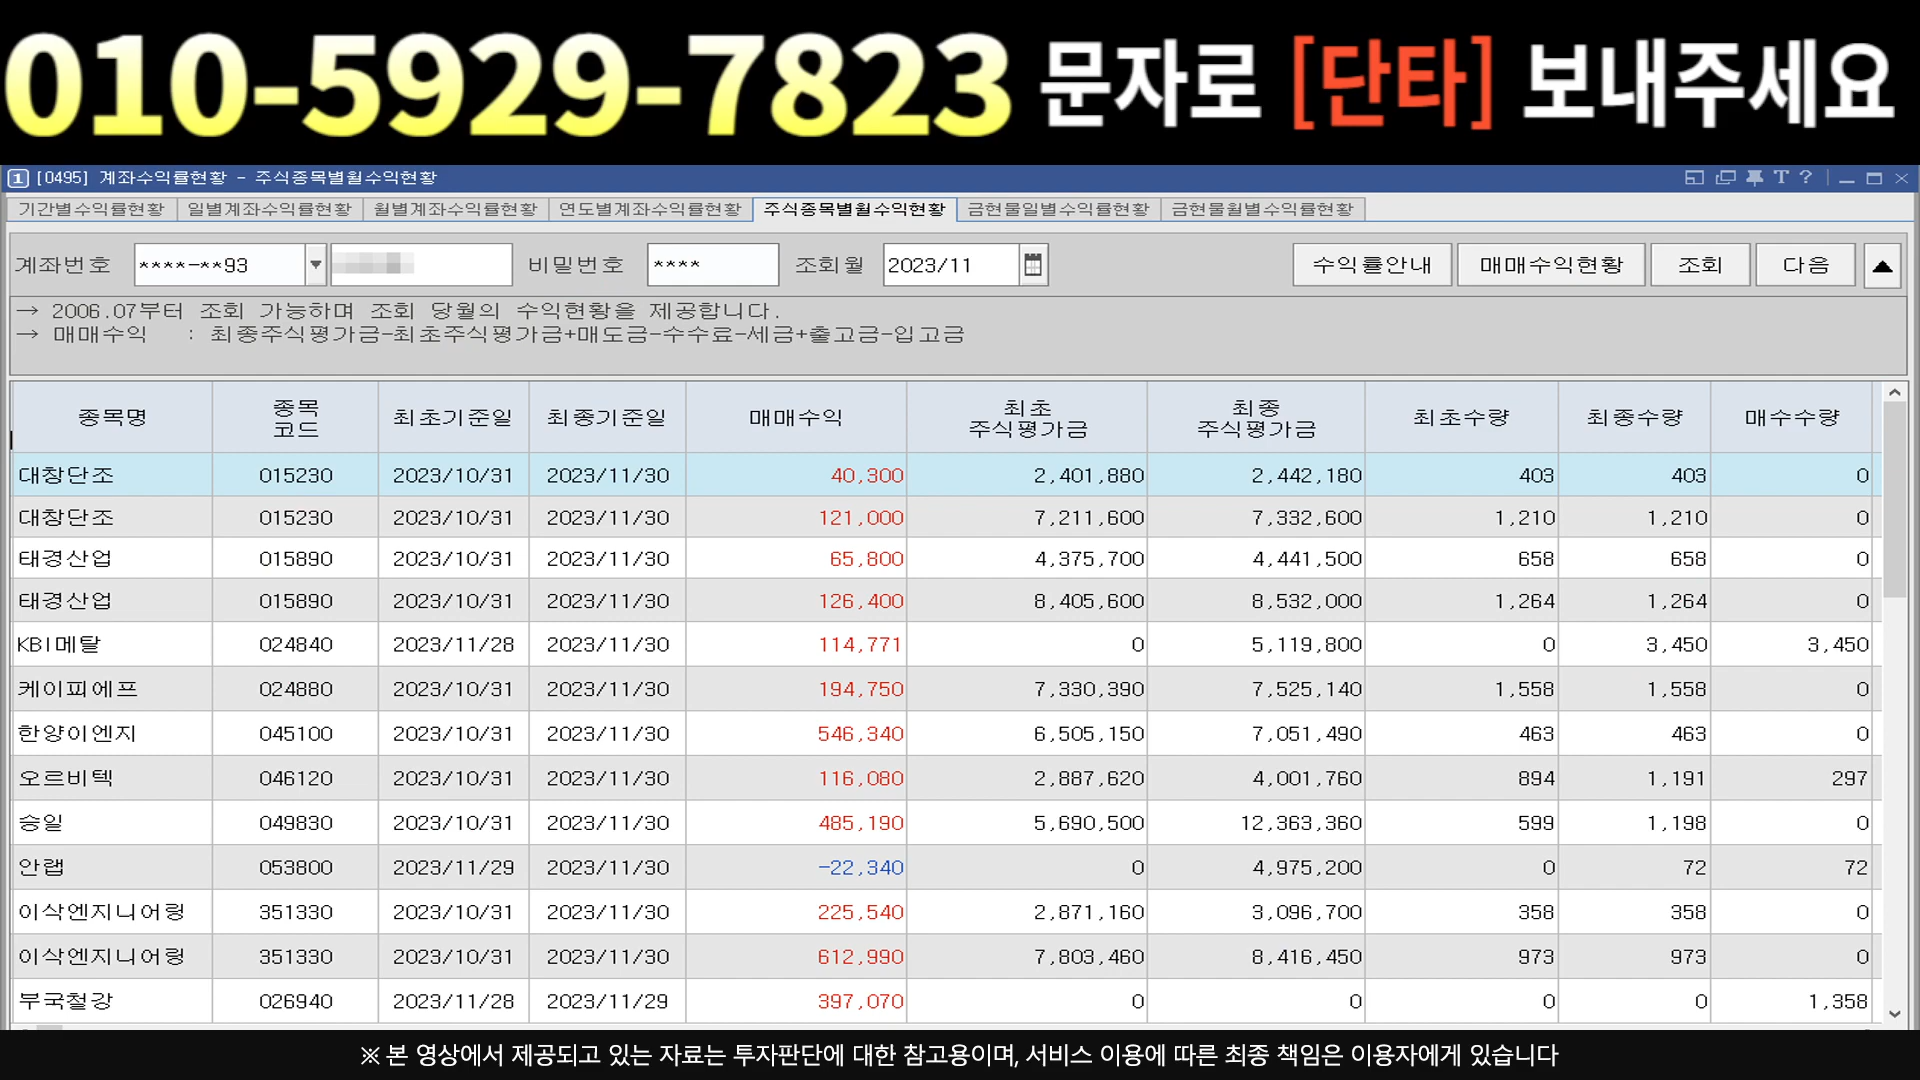 010-5929-7823 문자로 [단타] 보내주세요
1 [0495] 계좌수익률현황 - 주식종목별월수익현황 T ?
기간별수익률현황 일별계좌수익률현황 월별계좌수익률현황 연도별계좌수익률현황 주식종목별월수익현황 금현물일별수익률현황 금현물월별수익률현황
계좌번호 ****-**93 비밀번호 **** 조회월 2023/11 수익률안내 매매수익현황 조회 다음 ▲
→ 2006.07부터 조회 가능하며 조회 당월의 수익현황을 제공합니다.
→ 매매수익 : 최종주식평가금-최초주식평가금+매도금-수수료-세금+출고금-입고금
종목명 종목코드 최초기준일 최종기준일 매매수익 최초주식평가금 최종주식평가금 최초수량 최종수량 매수수량
대창단조 015230 2023/10/31 2023/11/30 40,300 2,401,880 2,442,180 403 403 0
대창단조 015230 2023/10/31 2023/11/30 121,000 7,211,600 7,332,600 1,210 1,210 0
태경산업 015890 2023/10/31 2023/11/30 65,800 4,375,700 4,441,500 658 658 0
태경산업 015890 2023/10/31 2023/11/30 126,400 8,405,600 8,532,000 1,264 1,264 0
KBI메탈 024840 2023/11/28 2023/11/30 114,771 0 5,119,800 0 3,450 3,450
케이피에프 024880 2023/10/31 2023/11/30 194,750 7,330,390 7,525,140 1,558 1,558 0
한양이엔지 045100 2023/10/31 2023/11/30 546,340 6,505,150 7,051,490 463 463 0
오르비텍 046120 2023/10/31 2023/11/30 116,080 2,887,620 4,001,760 894 1,191 297
승일 049830 2023/10/31 2023/11/30 485,190 5,690,500 12,363,360 599 1,198 0
안랩 053800 2023/11/29 2023/11/30 -22,340 0 4,975,200 0 72 72
이삭엔지니어링 351330 2023/10/31 2023/11/30 225,540 2,871,160 3,096,700 358 358 0
이삭엔지니어링 351330 2023/10/31 2023/11/30 612,990 7,803,460 8,416,450 973 973 0
부국철강 026940 2023/11/28 2023/11/29 397,070 0 0 0 0 1,358
※ 본 영상에서 제공되고 있는 자료는 투자판단에 대한 참고용이며, 서비스 이용에 따른 최종 책임은 이용자에게 있습니다